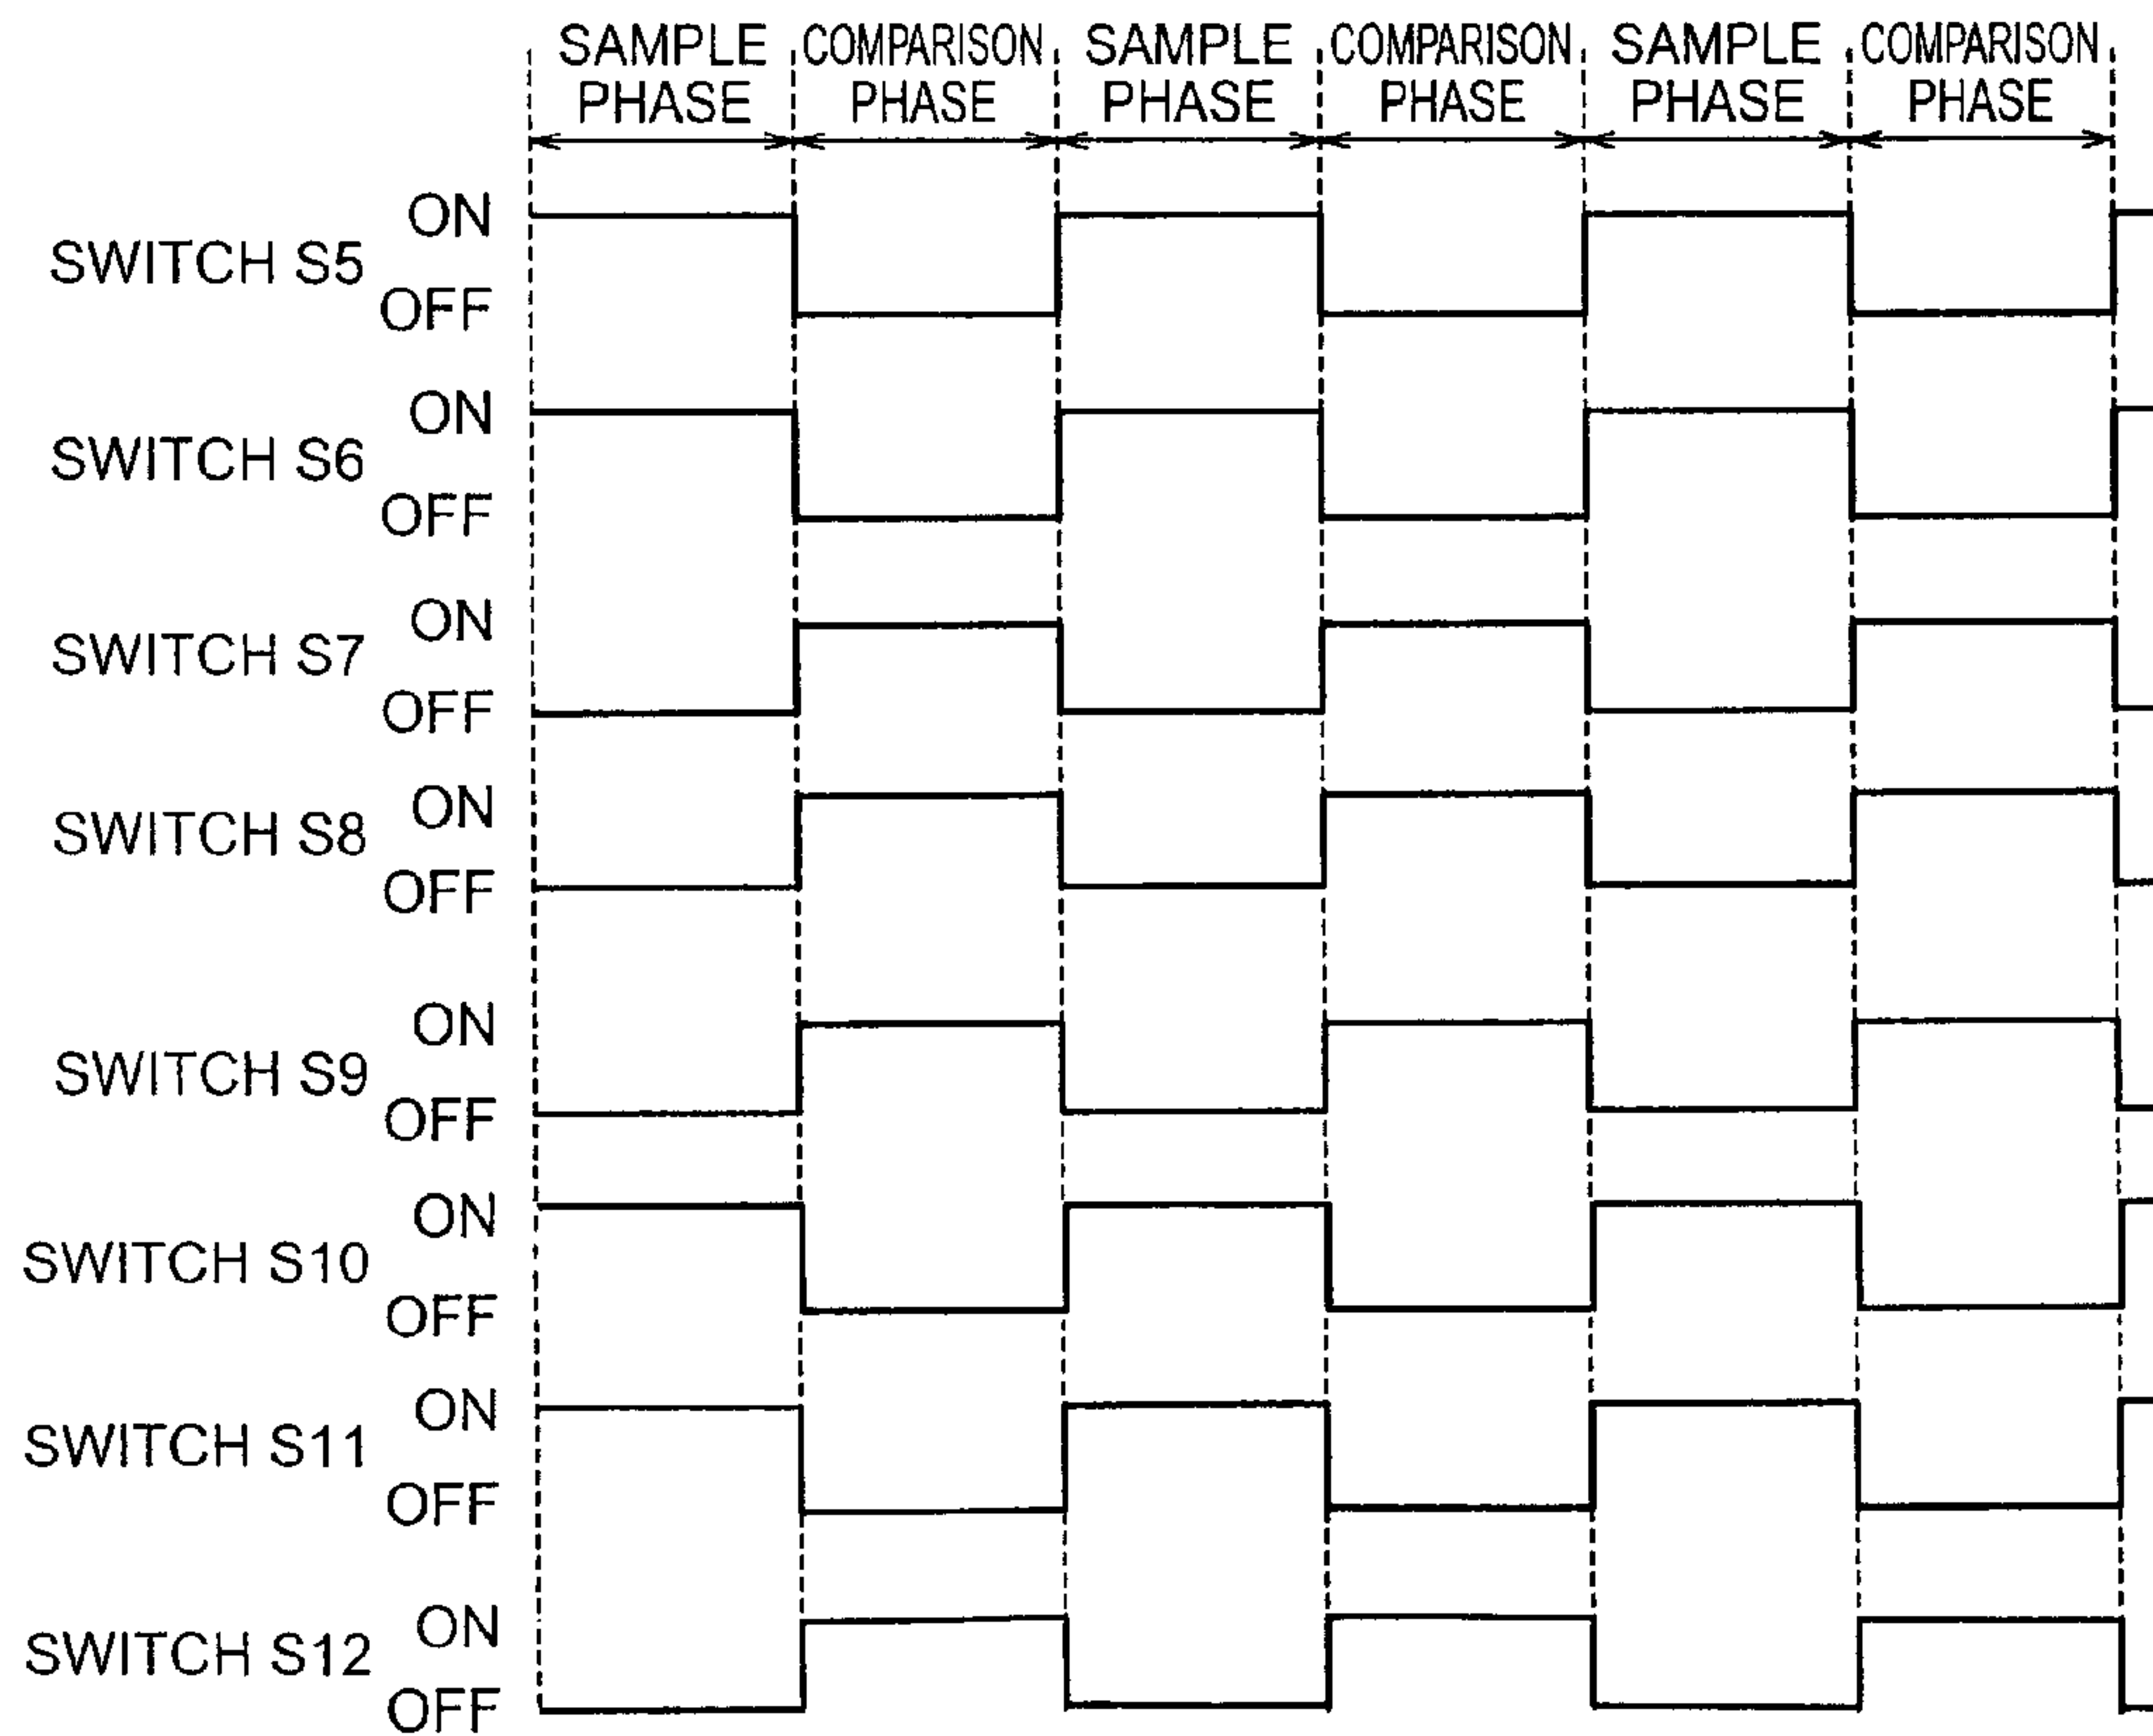 SAMPLE PHASE
COMPARISON PHASE
SAMPLE PHASE
COMPARISON PHASE
SAMPLE PHASE
COMPARISON PHASE
SWITCH S5
ON
OFF
SWITCH S6
ON
OFF
SWITCH S7
ON
OFF
SWITCH S8
ON
OFF
SWITCH S9
ON
OFF
SWITCH S10
ON
OFF
SWITCH S11
ON
OFF
SWITCH S12
ON
OFF